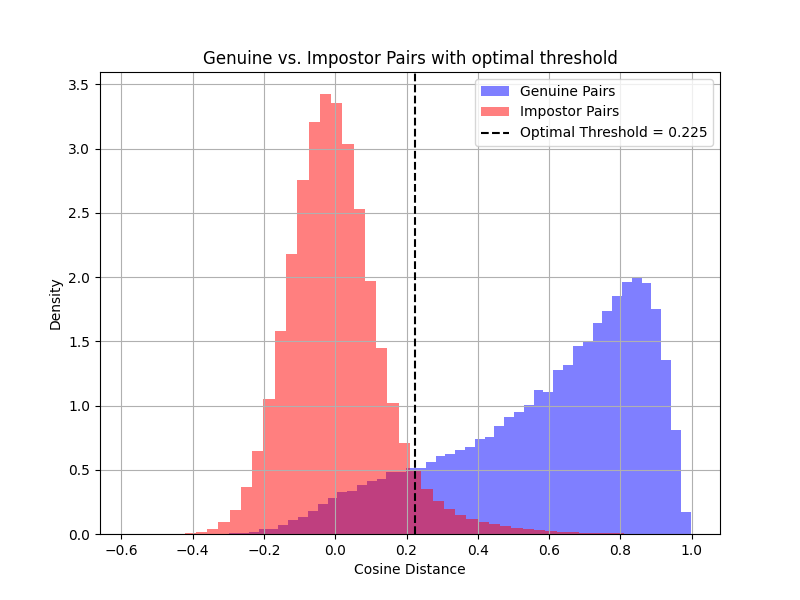 Genuine vs. Impostor Pairs with optimal threshold
Genuine Pairs
Impostor Pairs
Optimal Threshold = 0.225
3.5
3.0
2.5
2.0
1.5
1.0
0.5
0.0
Density
−0.6 −0.4 −0.2 0.0 0.2 0.4 0.6 0.8 1.0
Cosine Distance